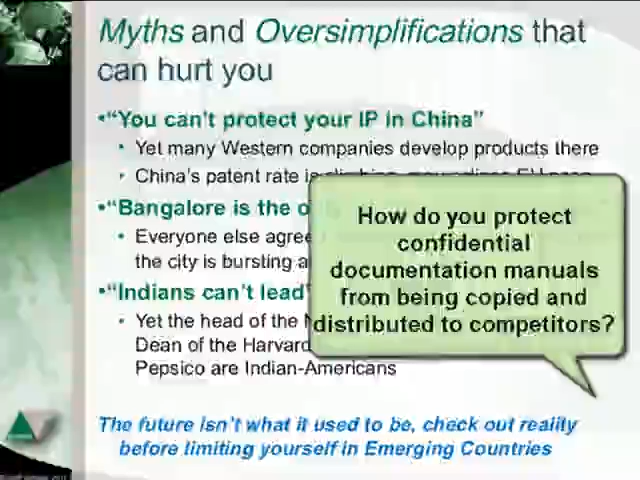 Myths and Oversimplifications that
can hurt you
•“You can't protect your IP in China”
• Yet many Western companies develop products there
• China's patent rate is climbing,
•“Bangalore is the o
• Everyone else agree
the city is bursting a
•“Indians can't lead”
• Yet the head of the
Dean of the Harvard
Pepsico are Indian-Americans
How do you protect
confidential
documentation manuals
from being copied and
distributed to competitors?
The future isn't what it used to be, check out reality
before limiting yourself in Emerging Countries